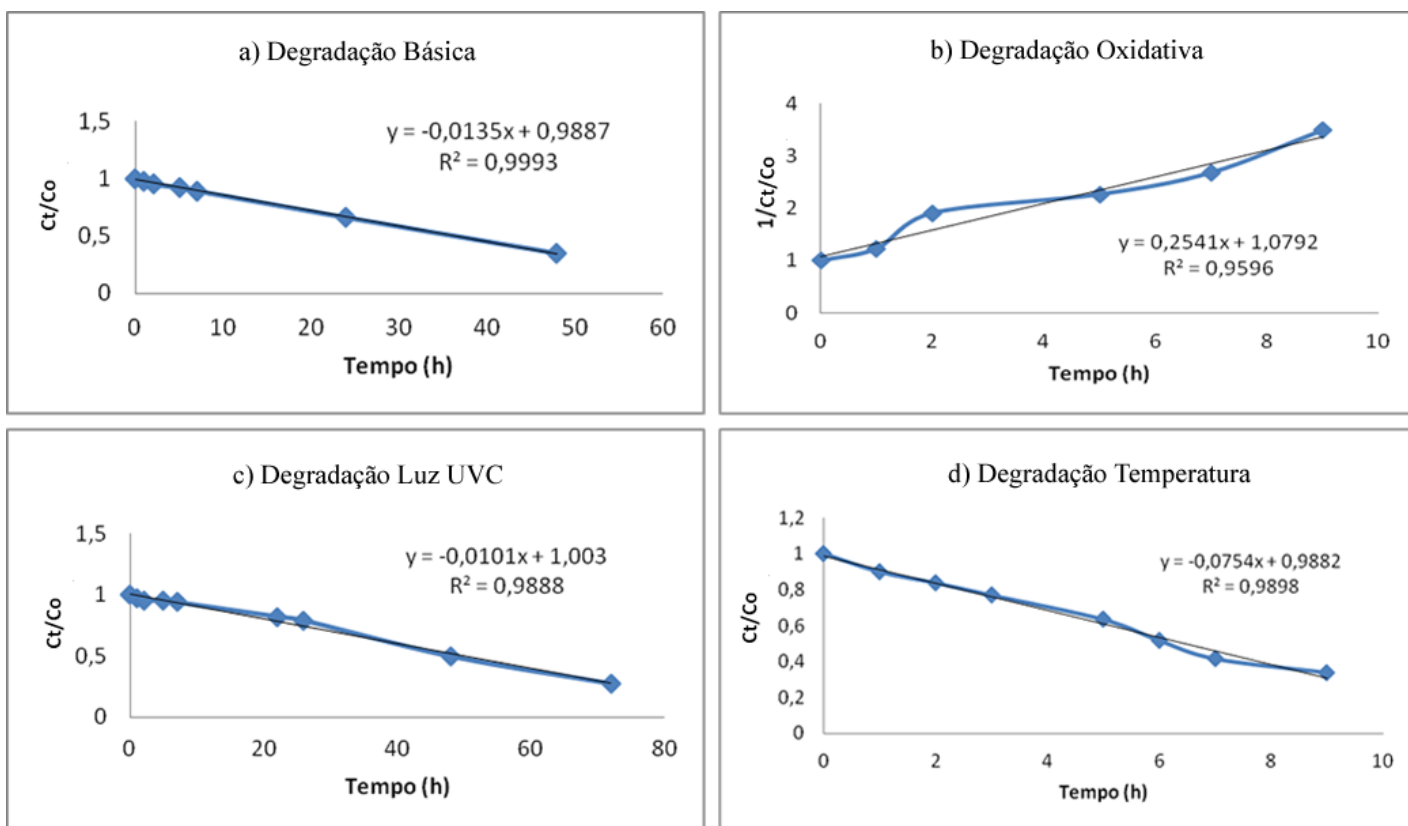 a) Degradação Básica
Ct/Co
1,5
1
0,5
0
y = -0,0135x + 0,9887
R² = 0,9993
0 10 20 30 40 50 60
Tempo (h)
b) Degradação Oxidativa
1/Ct/Co
4
3
2
1
0
y = 0,2541x + 1,0792
R² = 0,9596
0 2 4 6 8 10
Tempo (h)
c) Degradação Luz UVC
Ct/Co
1,5
1
0,5
0
y = -0,0101x + 1,003
R² = 0,9888
0 20 40 60 80
Tempo (h)
d) Degradação Temperatura
Ct/Co
1,2
1
0,8
0,6
0,4
0,2
0
y = -0,0754x + 0,9882
R² = 0,9898
0 2 4 6 8 10
Tempo (h)